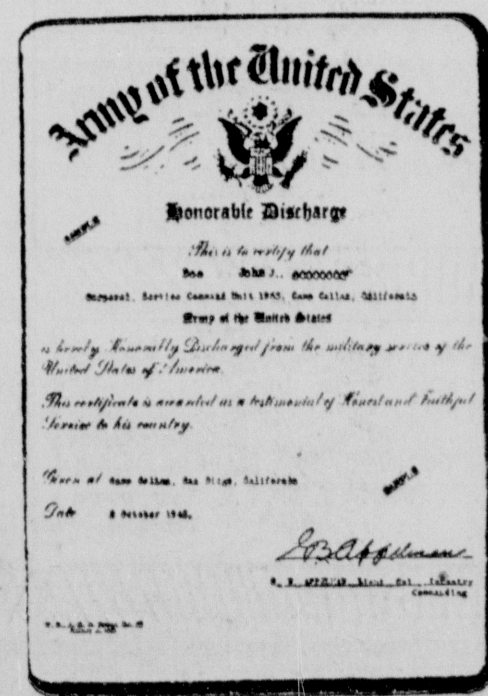 Army of the United States
Honorable Discharge
SAMPLE
This is to certify that
Doe John J.,
Corporal, Service Command Unit 1963, Camp Callan, California
Army of the United States
is hereby Honorably Discharged from the military service of the
United States of America.
This certificate is awarded as a testimonial of Honest and Faithful
Service to his country.
Given at Camp Callan, San Diego, California
SAMPLE
Date 2 October 1945.
Lieut. Col. Infantry
Commanding